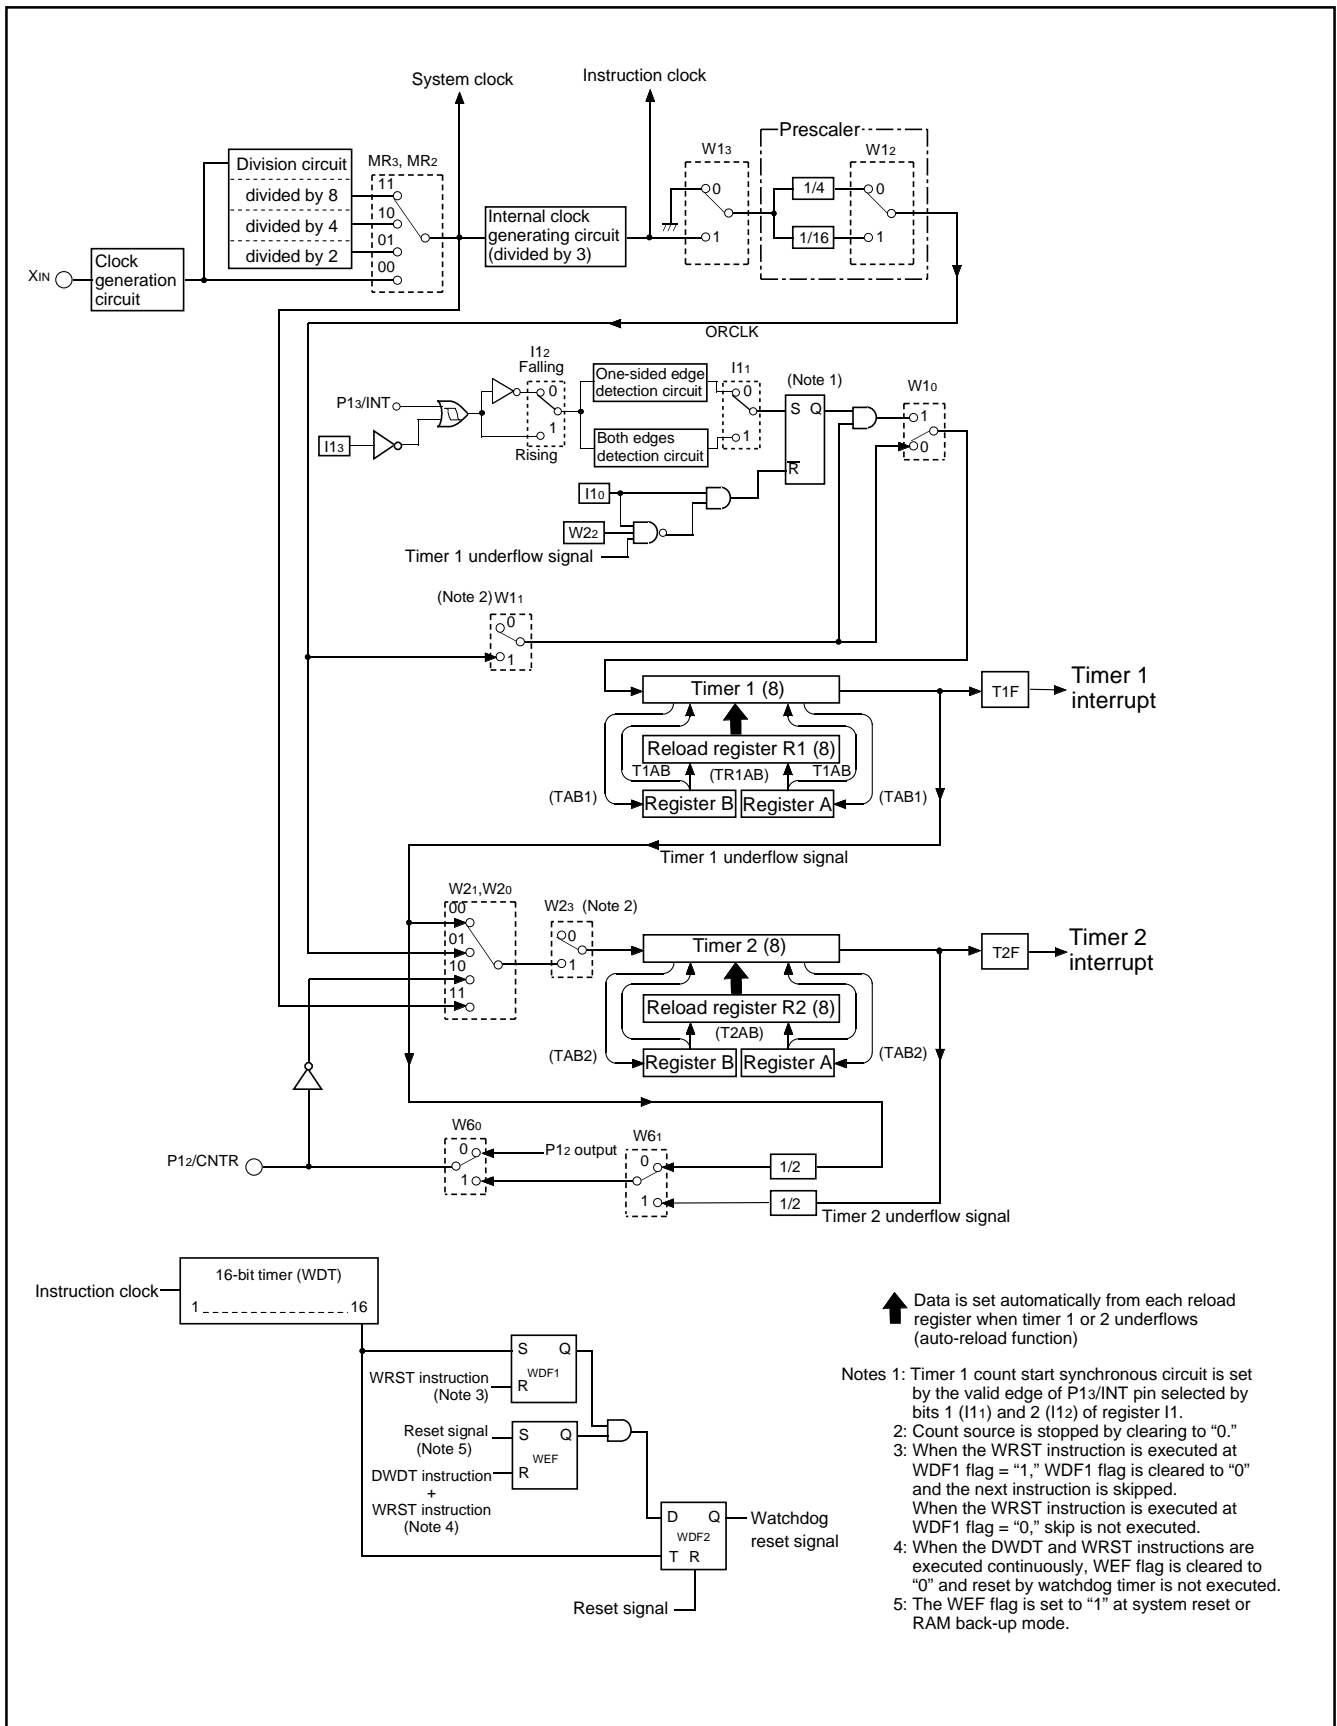 System clock
Instruction clock
Prescaler
Division circuit
divided by 8
divided by 4
divided by 2
MR3, MR2
11
10
01
00
XIN
Clock
generation
circuit
Internal clock
generating circuit
(divided by 3)
W13
0
1
1/4
1/16
W12
0
1
ORCLK
I12
Falling
0
1
Rising
P13/INT
I13
One-sided edge
detection circuit
Both edges
detection circuit
I11
0
1
(Note 1)
S Q
R
W10
1
0
I10
W22
Timer 1 underflow signal
(Note 2) W11
0
1
Timer 1 (8)
T1F
Timer 1
interrupt
Reload register R1 (8)
T1AB
(TR1AB)
T1AB
(TAB1)
Register B
Register A
(TAB1)
Timer 1 underflow signal
W21,W20
00
01
10
11
W23 (Note 2)
0
1
Timer 2 (8)
T2F
Timer 2
interrupt
Reload register R2 (8)
(T2AB)
(TAB2)
Register B
Register A
(TAB2)
P12/CNTR
W60
0
1
P12 output
W61
0
1
1/2
1/2
Timer 2 underflow signal
Instruction clock
16-bit timer (WDT)
1 16
S Q
WDF1
R
WRST instruction
(Note 3)
Reset signal
(Note 5)
S Q
WEF
R
DWDT instruction
+
WRST instruction
(Note 4)
D Q
WDF2
T R
Watchdog
reset signal
Reset signal
Data is set automatically from each reload
register when timer 1 or 2 underflows
(auto-reload function)
Notes 1: Timer 1 count start synchronous circuit is set
by the valid edge of P13/INT pin selected by
bits 1 (I11) and 2 (I12) of register I1.
2: Count source is stopped by clearing to “0.”
3: When the WRST instruction is executed at
WDF1 flag = “1,” WDF1 flag is cleared to “0”
and the next instruction is skipped.
When the WRST instruction is executed at
WDF1 flag = “0,” skip is not executed.
4: When the DWDT and WRST instructions are
executed continuously, WEF flag is cleared to
“0” and reset by watchdog timer is not executed.
5: The WEF flag is set to “1” at system reset or
RAM back-up mode.